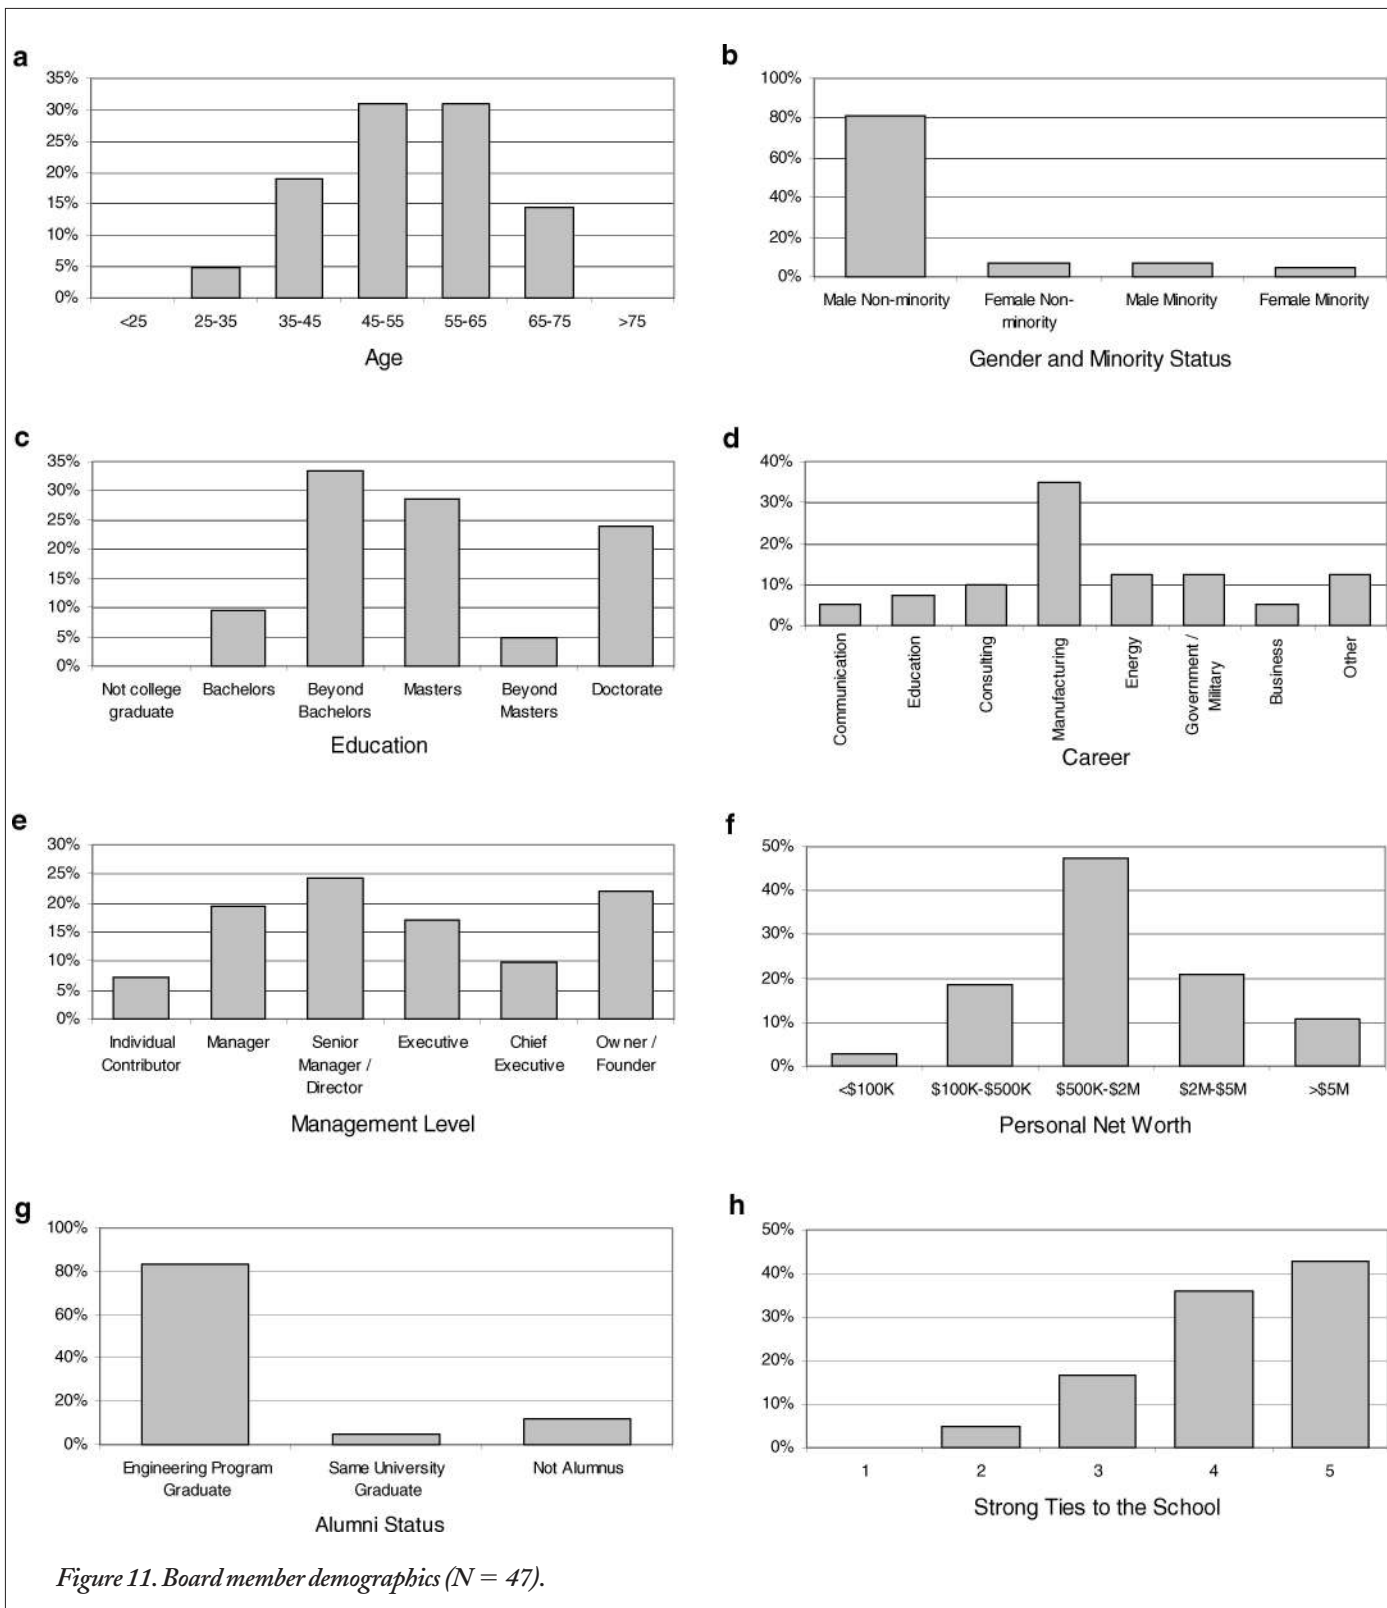 a
35%
30%
25%
20%
15%
10%
5%
0%
<25 25-35 35-45 45-55 55-65 65-75 >75
Age
b
100%
80%
60%
40%
20%
0%
Male Non-minority Female Non- Male Minority Female Minority
minority
Gender and Minority Status
c
35%
30%
25%
20%
15%
10%
5%
0%
Not college Bachelors Beyond Masters Beyond Doctorate
graduate Bachelors Masters
Education
d
40%
30%
20%
10%
0%
Communication
Education
Consulting
Manufacturing
Energy
Government /
Military
Business
Other
Career
e
30%
25%
20%
15%
10%
5%
0%
Individual Manager Senior Executive Chief Owner /
Contributor Manager / Executive Founder
Director
Management Level
f
50%
40%
30%
20%
10%
0%
<$100K $100K-$500K $500K-$2M $2M-$5M >$5M
Personal Net Worth
g
100%
80%
60%
40%
20%
0%
Engineering Program Same University Not Alumnus
Graduate Graduate
Alumni Status
h
50%
40%
30%
20%
10%
0%
1 2 3 4 5
Strong Ties to the School
Figure 11. Board member demographics (N = 47).